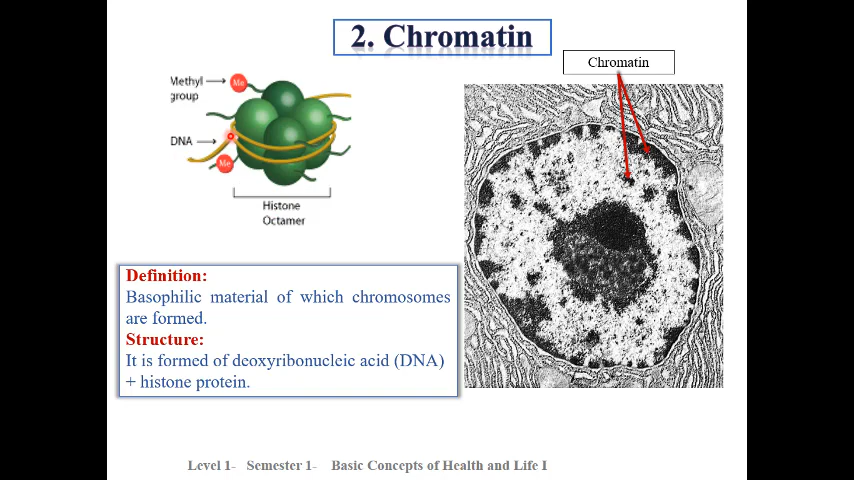 2. Chromatin
Chromatin
Methyl
group
Me
DNA
Me
Histone
Octamer
Definition:
Basophilic material of which chromosomes
are formed.
Structure:
It is formed of deoxyribonucleic acid (DNA)
+ histone protein.
Level 1- Semester 1- Basic Concepts of Health and Life I